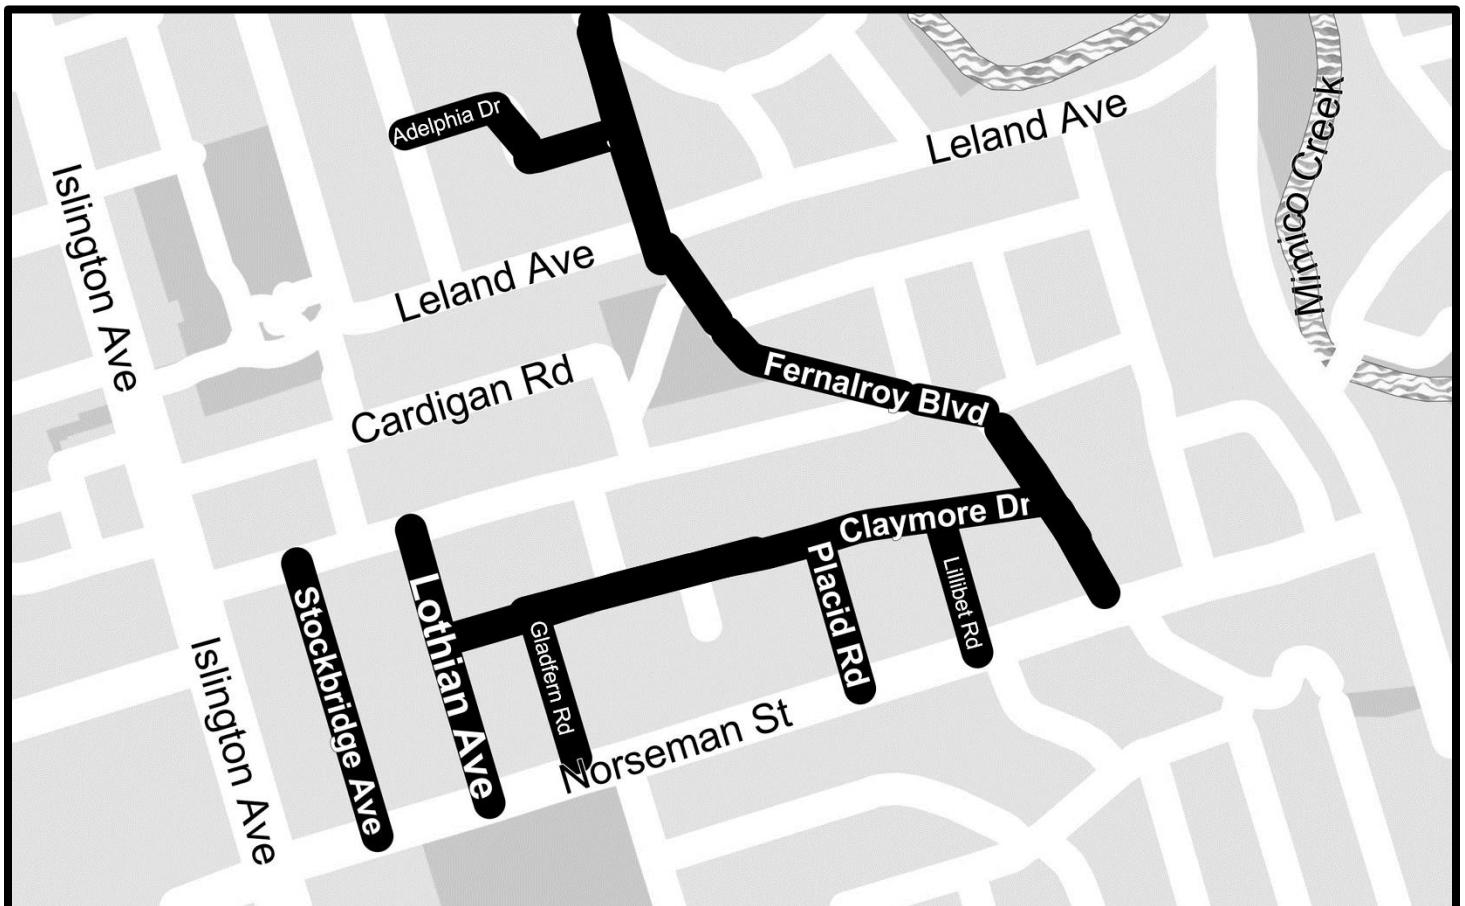 Adelphia Dr
Leland Ave
Mimico Creek
Islington Ave
Leland Ave
Cardigan Rd
Fernalroy Blvd
Claymore Dr
Stockbridge Ave
Lothian Ave
Gladfern Rd
Placid Rd
Lillibet Rd
Islington Ave
Norseman St